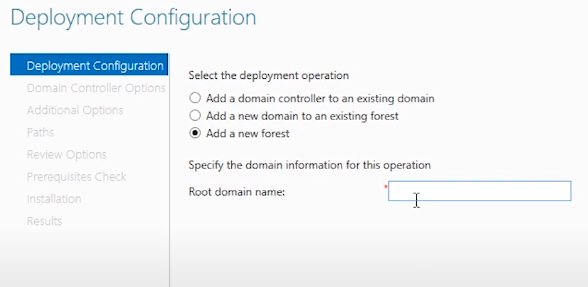 Deployment Configuration
Deployment Configuration
Domain Controller Options
Additional Options
Paths
Review Options
Prerequisites Check
Installation
Results
Select the deployment operation
Add a domain controller to an existing domain
Add a new domain to an existing forest
Add a new forest
Specify the domain information for this operation
Root domain name:
*